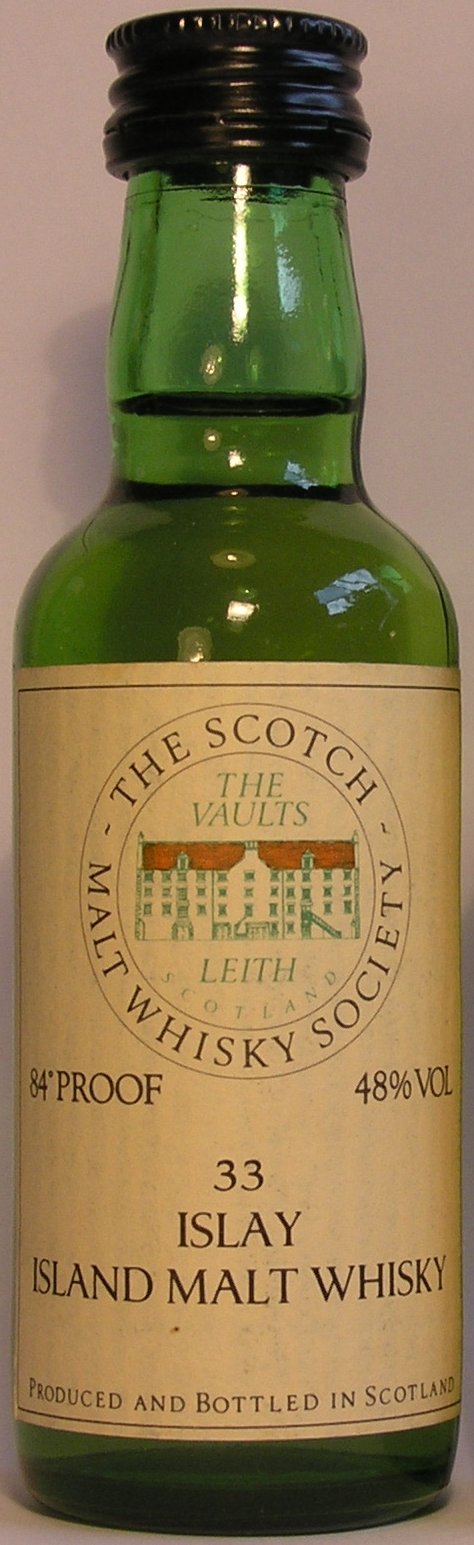 THE SCOTCH
MALT WHISKY SOCIETY
THE
VAULTS
LEITH
SCOTLAND
84° PROOF
48% VOL
33
ISLAY
ISLAND MALT WHISKY
PRODUCED AND BOTTLED IN SCOTLAND